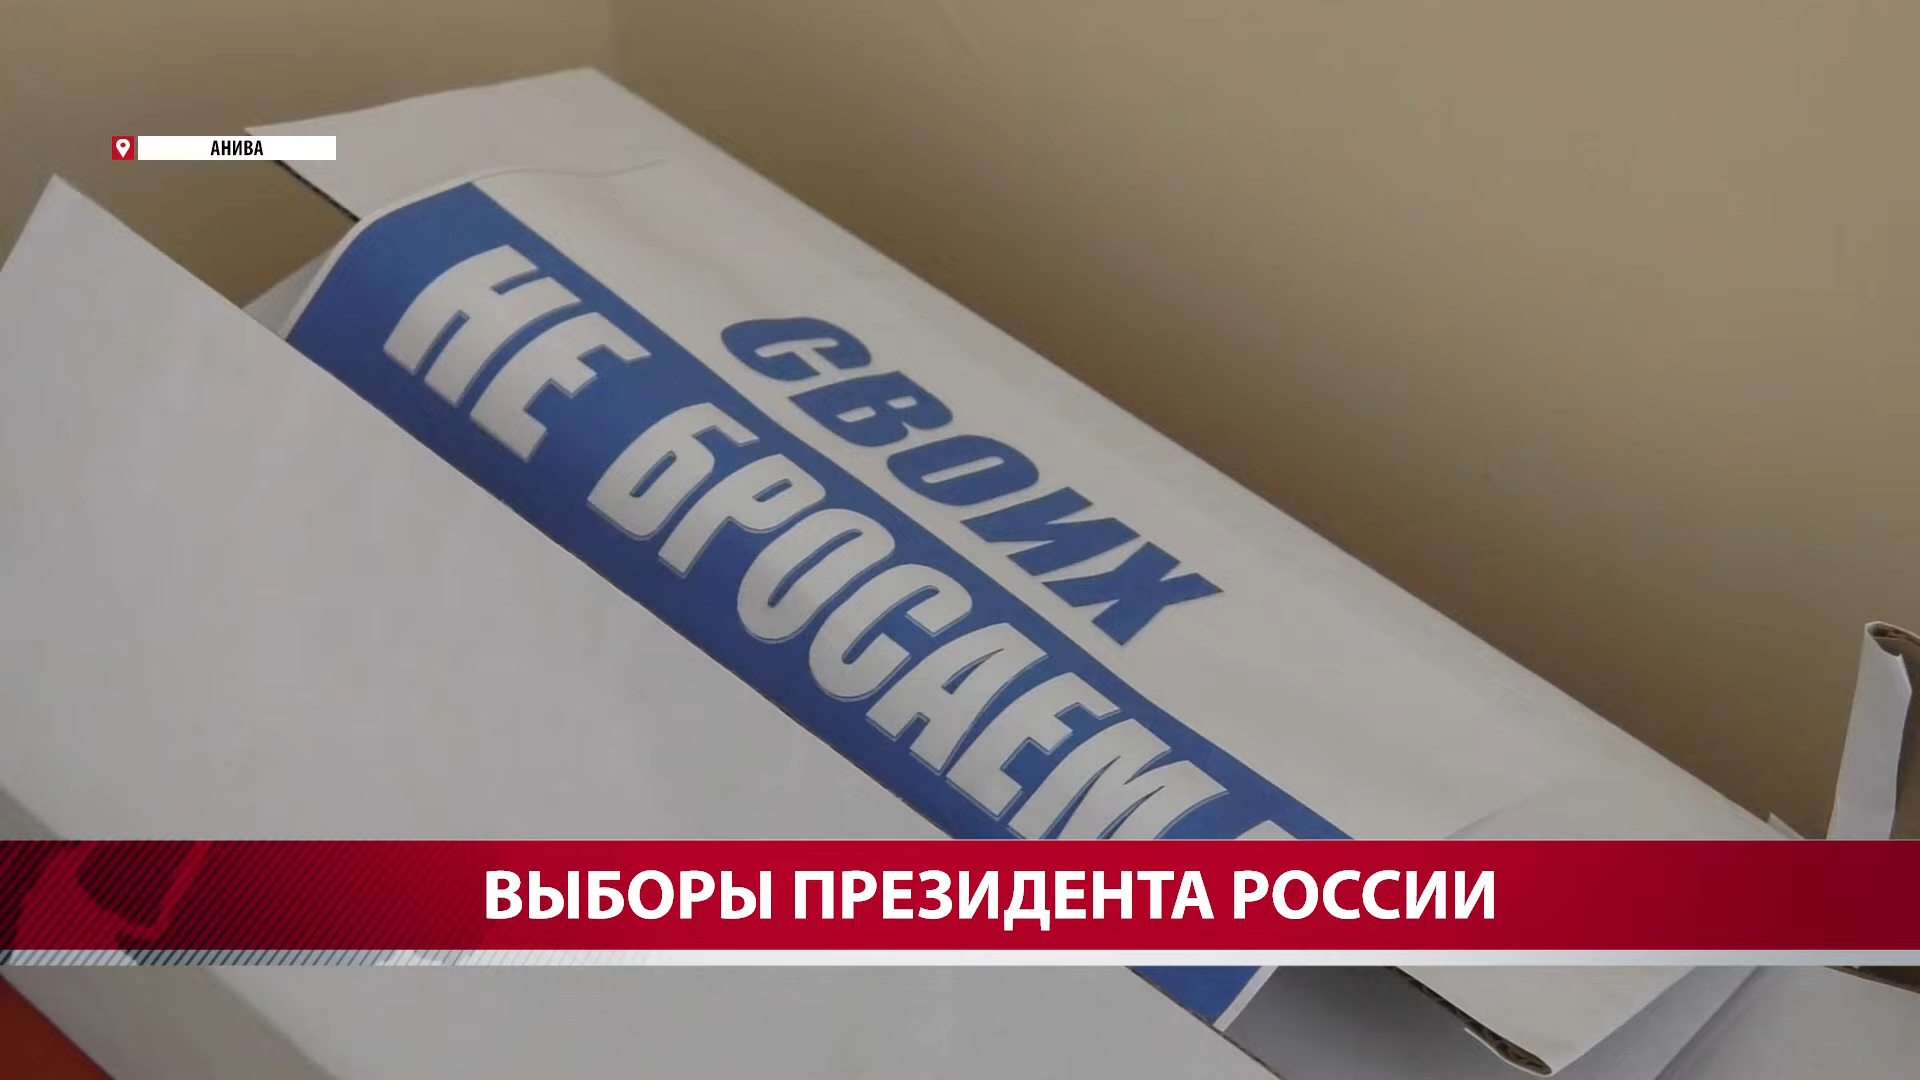 АНИВА
СВОИХ
НЕ БРОСАЕМ
ВЫБОРЫ ПРЕЗИДЕНТА РОССИИ